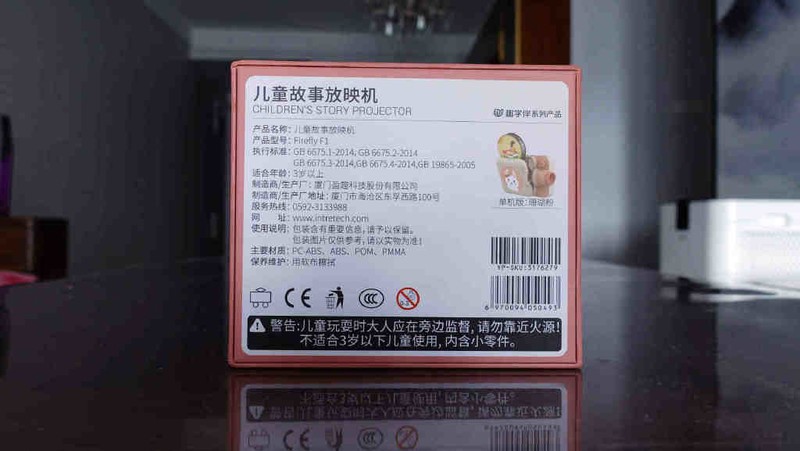 儿童故事放映机
CHILDREN'S STORY PROJECTOR
趣学伴系列产品
产品名称：儿童故事放映机
产品型号：Firefly F1
执行标准：GB 6675.1-2014, GB 6675.2-2014
GB 6675.3-2014,GB 6675.4-2014,GB 19865-2005
适合年龄：3岁以上
制造商/生产厂：厦门盈趣科技股份有限公司
制造商/生产厂地址：厦门市海沧区东孚西路100号
服务热线：0592-3133988
网 址：www.intretech.com
使用说明：包装含有重要信息，请予以保留。
包装图片仅供参考，请以实物为准！
主要材质：PC-ABS、ABS、POM、PMMA
保养维护：用软布擦拭
单机版：珊瑚粉
YP-SKU:3176279
6 970694 050493
CE
CCC
警告：儿童玩耍时大人应在旁边监督，请勿靠近火源！
不适合3岁以下儿童使用，内含小零件。